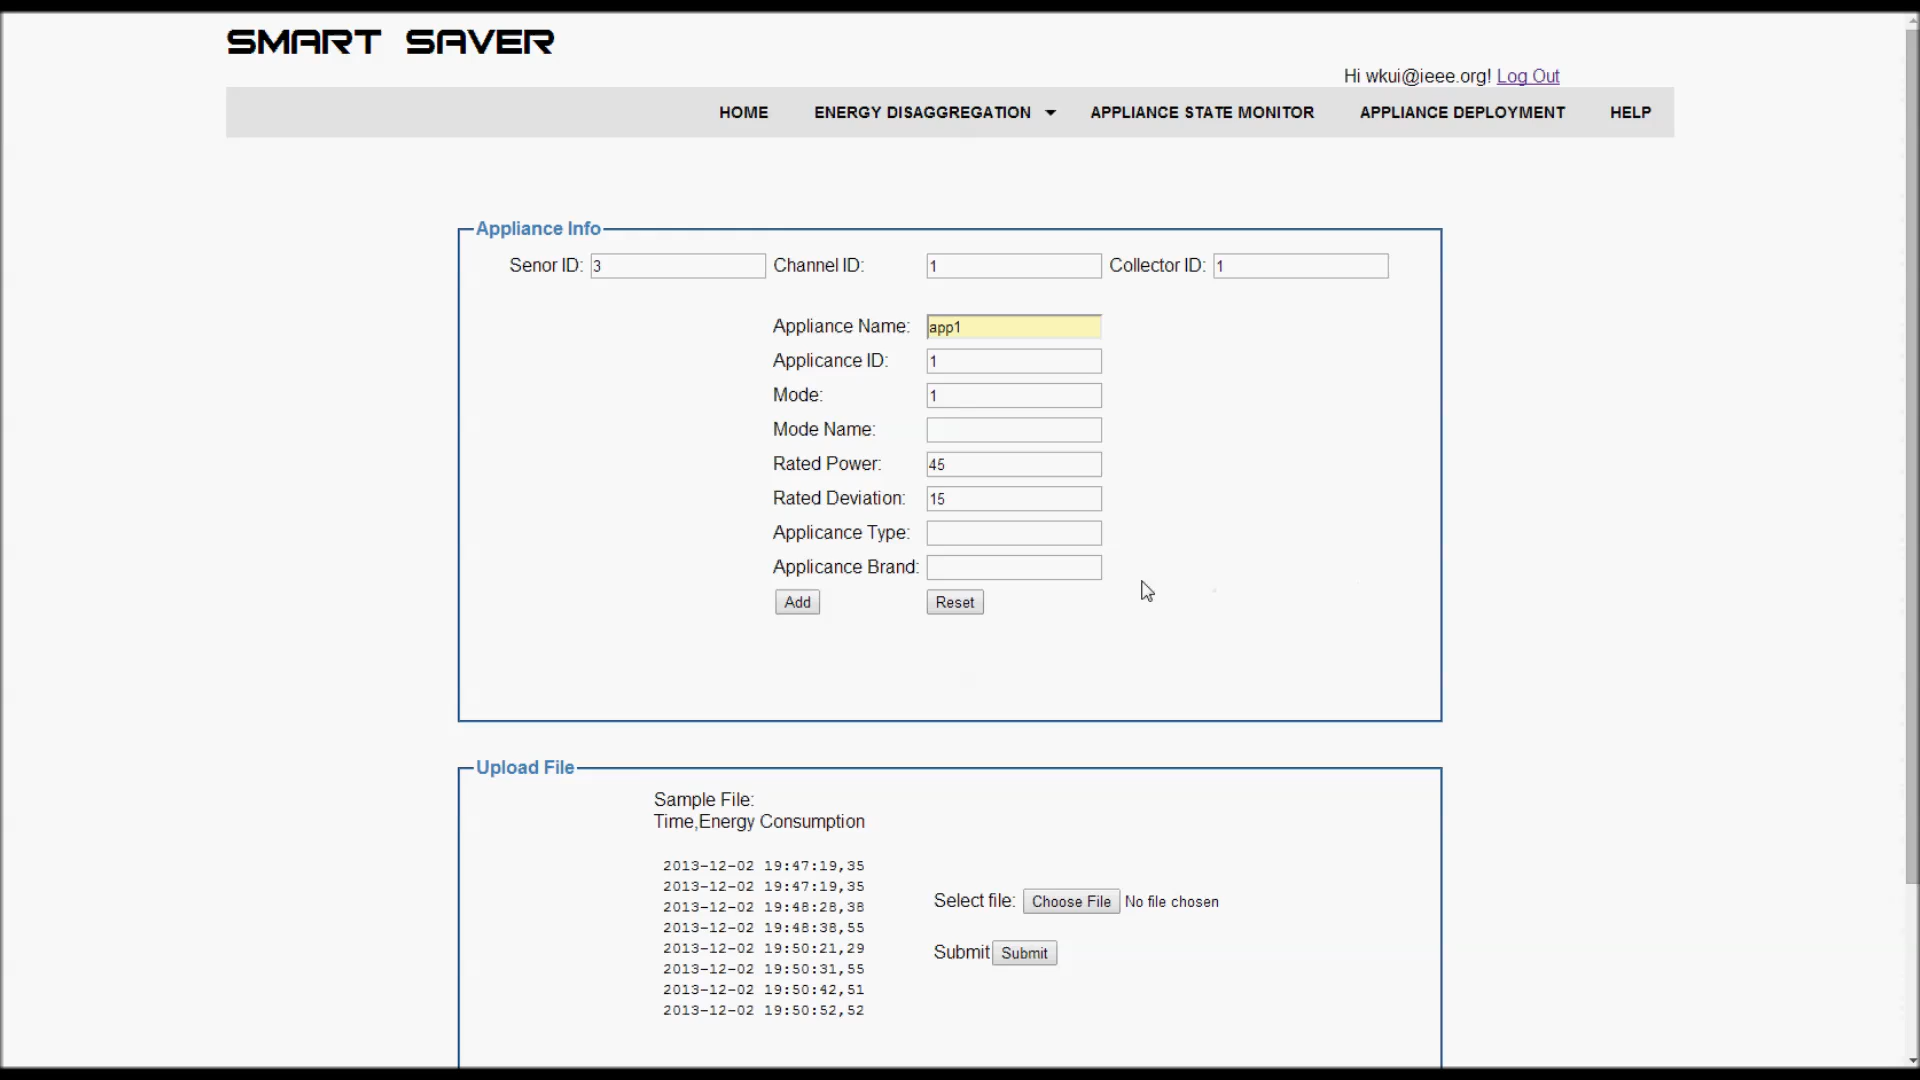 SMART SAVER
Hi wkui@ieee.org! Log Out
HOME ENERGY DISAGGREGATION APPLIANCE STATE MONITOR APPLIANCE DEPLOYMENT HELP
Appliance Info
Senor ID: 3 Channel ID: 1 Collector ID: 1
Appliance Name: app1
Applicance ID: 1
Mode: 1
Mode Name:
Rated Power: 45
Rated Deviation: 15
Applicance Type:
Applicance Brand:
Add Reset
Upload File
Sample File:
Time,Energy Consumption
2013-12-02 19:47:19,35
2013-12-02 19:47:19,35
2013-12-02 19:48:28,38
2013-12-02 19:48:38,55
2013-12-02 19:50:21,29
2013-12-02 19:50:31,55
2013-12-02 19:50:42,51
2013-12-02 19:50:52,52
Select file: Choose File No file chosen
Submit Submit